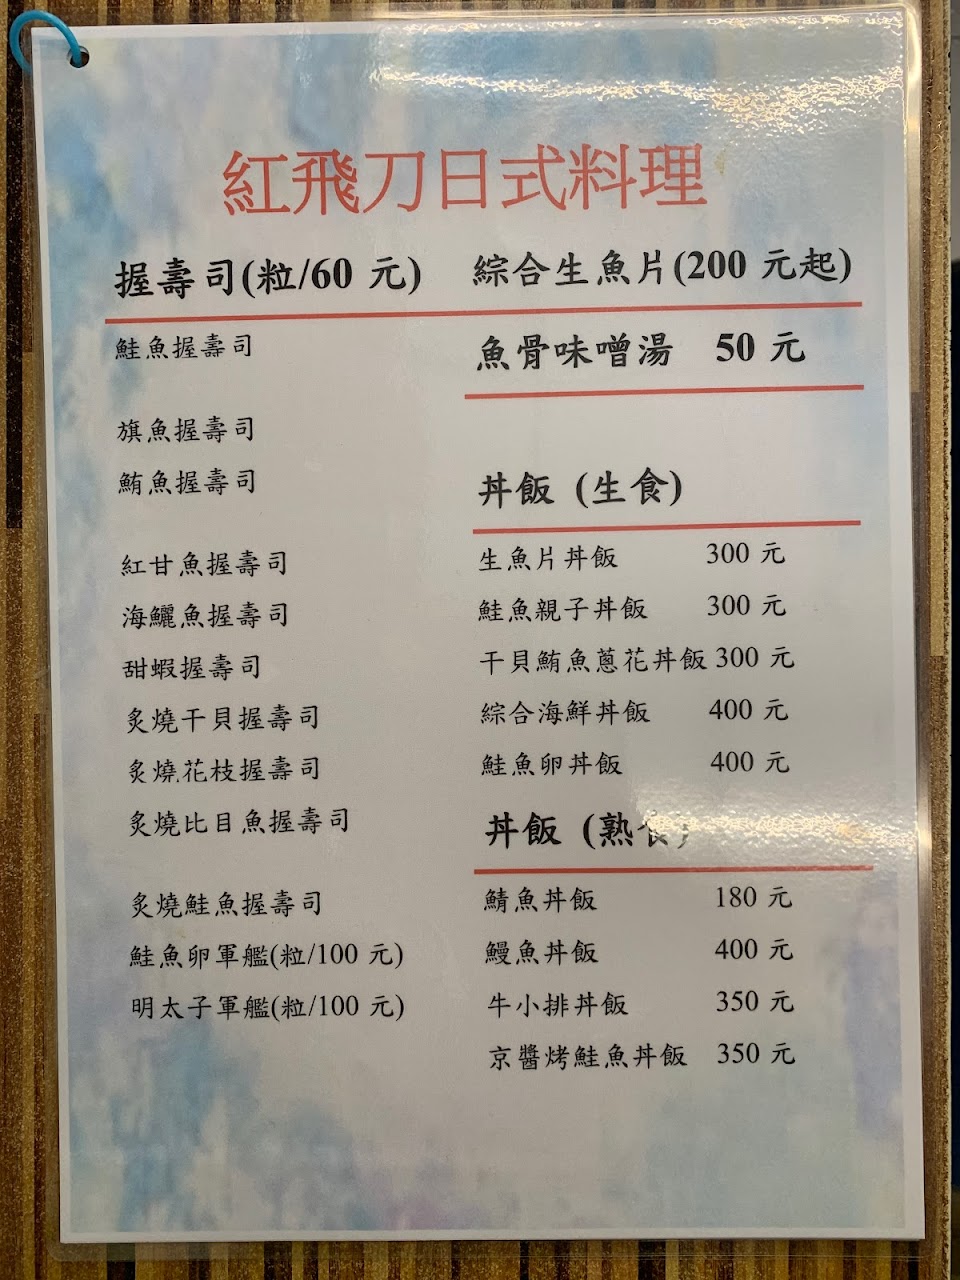 紅飛刀日式料理
握壽司(粒/60 元)
鮭魚握壽司
旗魚握壽司
鮪魚握壽司
紅甘魚握壽司
海鱺魚握壽司
甜蝦握壽司
炙燒干貝握壽司
炙燒花枝握壽司
炙燒比目魚握壽司
炙燒鮭魚握壽司
鮭魚卵軍艦(粒/100 元)
明太子軍艦(粒/100 元)
綜合生魚片(200 元起)
魚骨味噌湯 50 元
丼飯 (生食)
生魚片丼飯 300 元
鮭魚親子丼飯 300 元
干貝鮪魚蔥花丼飯 300 元
綜合海鮮丼飯 400 元
鮭魚卵丼飯 400 元
丼飯 (熟食)
鯖魚丼飯 180 元
鰻魚丼飯 400 元
牛小排丼飯 350 元
京醬烤鮭魚丼飯 350 元